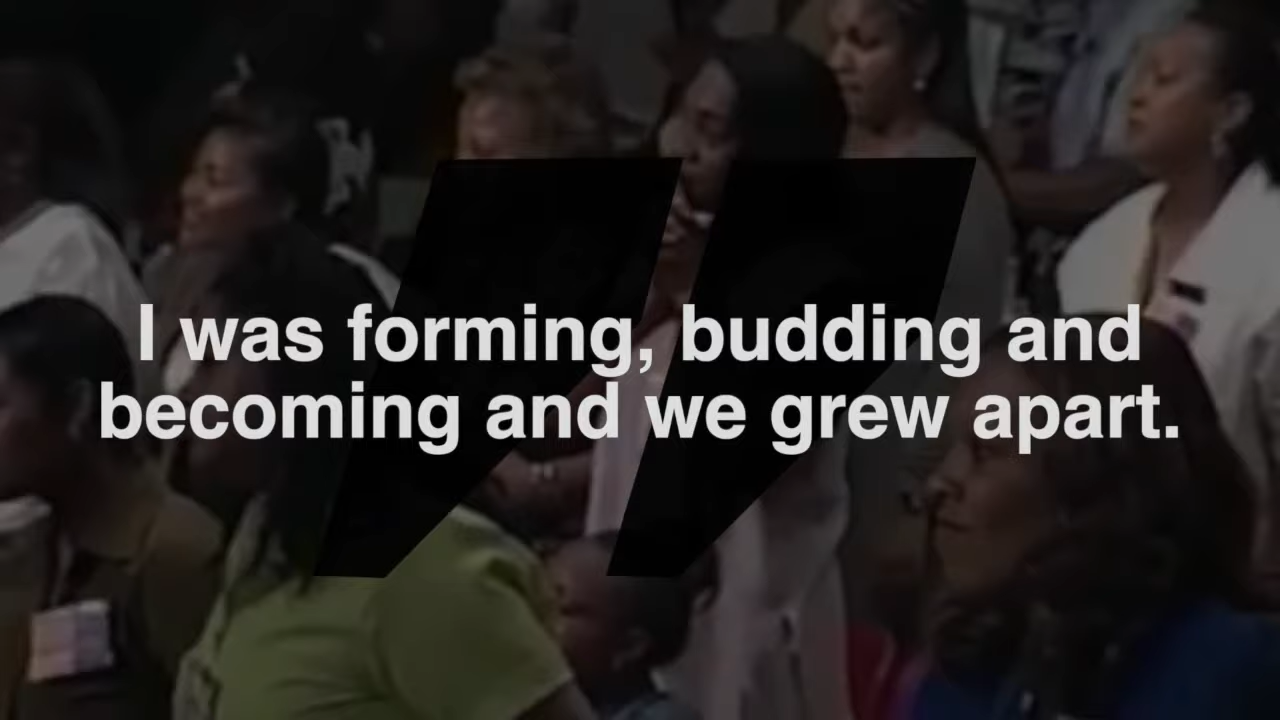 I was forming, budding and
becoming and we grew apart.